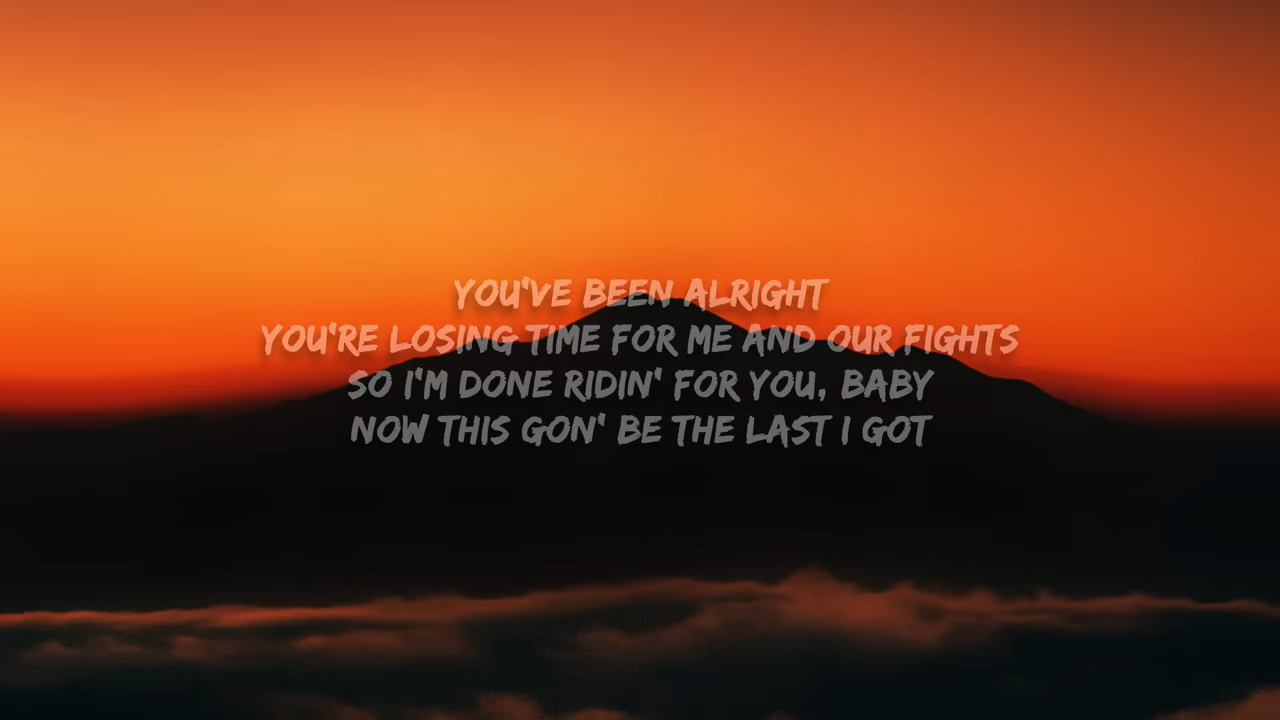 YOU'VE BEEN ALRIGHT
YOU'RE LOSING TIME FOR ME AND OUR FIGHTS
SO I'M DONE RIDIN' FOR YOU, BABY
NOW THIS GON' BE THE LAST I GOT